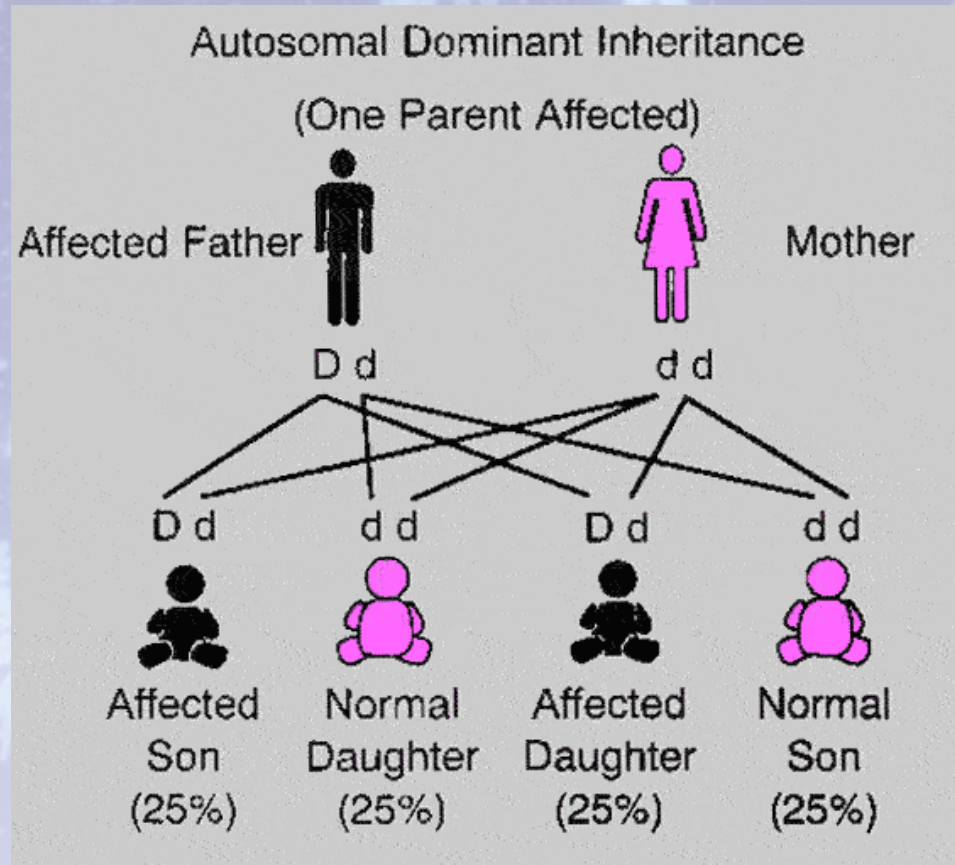 Autosomal Dominant Inheritance
(One Parent Affected)
Affected Father
Mother
D d
d d
D d
d d
D d
d d
Affected Son (25%)
Normal Daughter (25%)
Affected Daughter (25%)
Normal Son (25%)